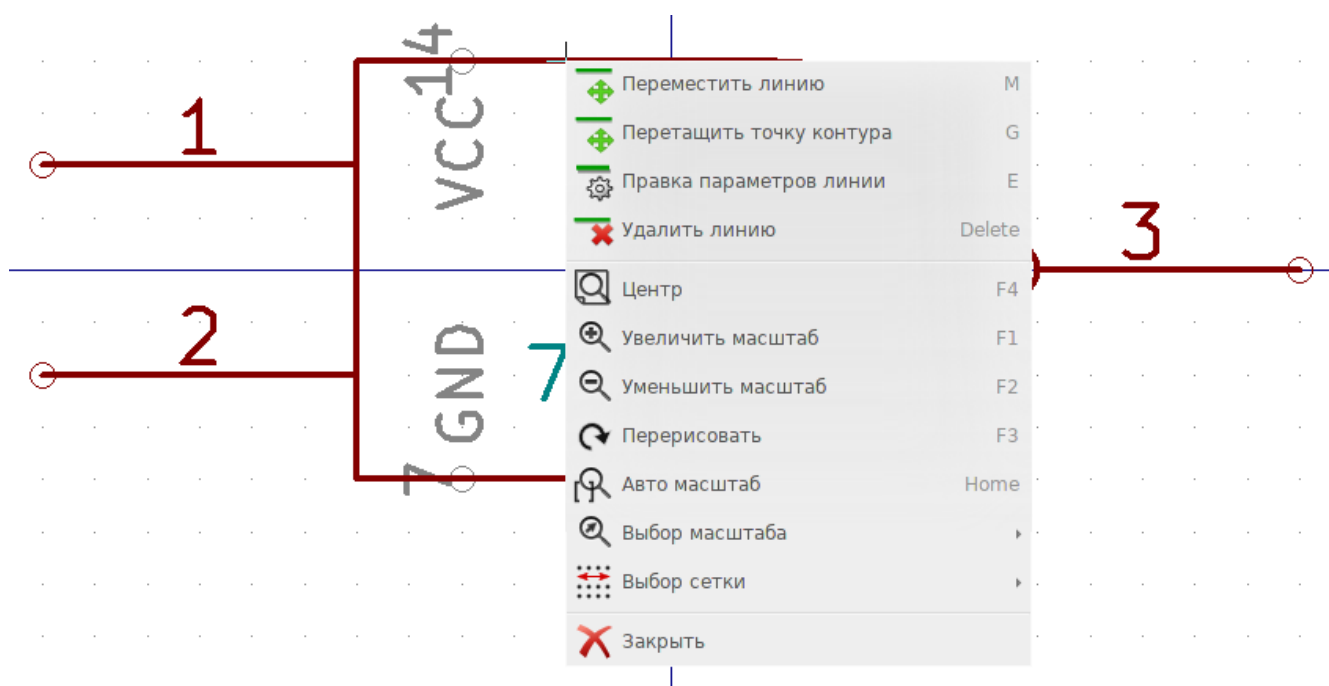 14
VCC
1
2
GND
7
7
3
Переместить линию M
Перетащить точку контура G
Правка параметров линии E
Удалить линию Delete
Центр F4
Увеличить масштаб F1
Уменьшить масштаб F2
Перерисовать F3
Авто масштаб Home
Выбор масштаба
Выбор сетки
Закрыть